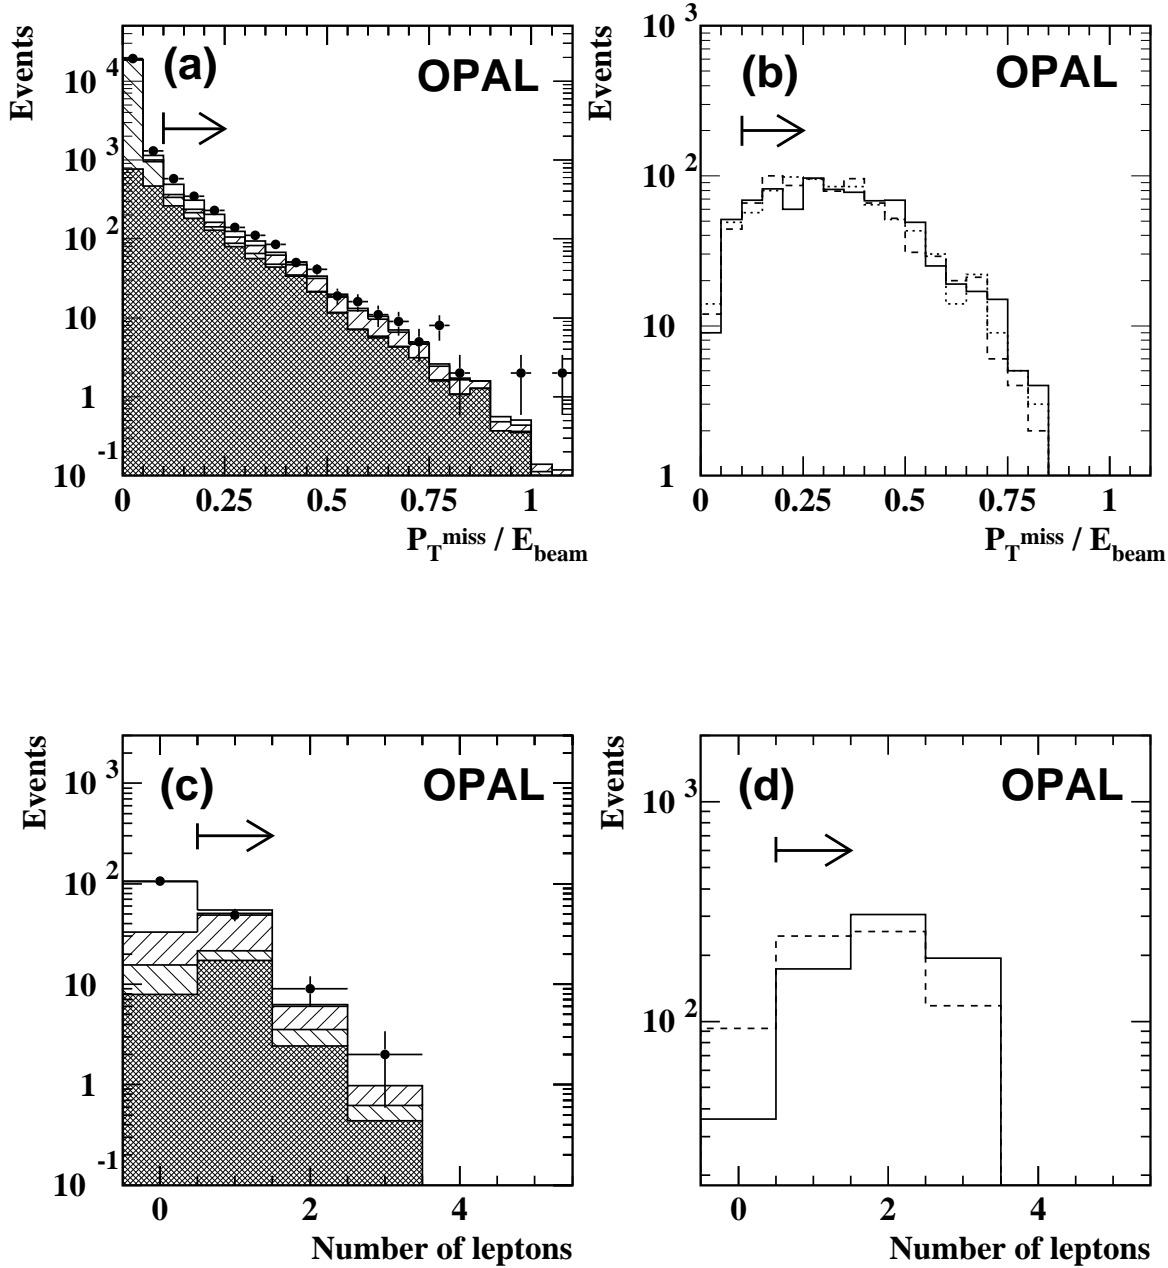 Events
(a)
OPAL
10 4
10 3
10 2
10
1
10 -1
0 0.25 0.5 0.75 1
P_T^miss / E_beam
Events
(b)
OPAL
10 3
10 2
10
1
0 0.25 0.5 0.75 1
P_T^miss / E_beam
Events
(c)
OPAL
10 3
10 2
10
1
10 -1
0 2 4
Number of leptons
Events
(d)
OPAL
10 3
10 2
0 2 4
Number of leptons